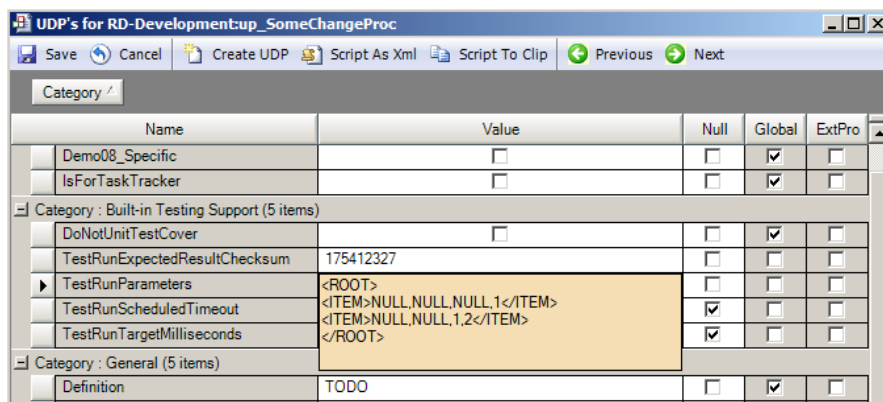 UDP's for RD-Development:up_SomeChangeProc
Save Cancel Create UDP Script As Xml Script To Clip Previous Next
Category
Name Value Null Global ExtPro
Demo08_Specific
IsForTaskTracker
Category : Built-in Testing Support (5 items)
DoNotUnitTestCover
TestRunExpectedResultChecksum 175412327
TestRunParameters <ROOT>
<ITEM>NULL,NULL,NULL,1</ITEM>
TestRunScheduledTimeout <ITEM>NULL,NULL,1,2</ITEM>
TestRunTargetMilliseconds </ROOT>
Category : General (5 items)
Definition TODO